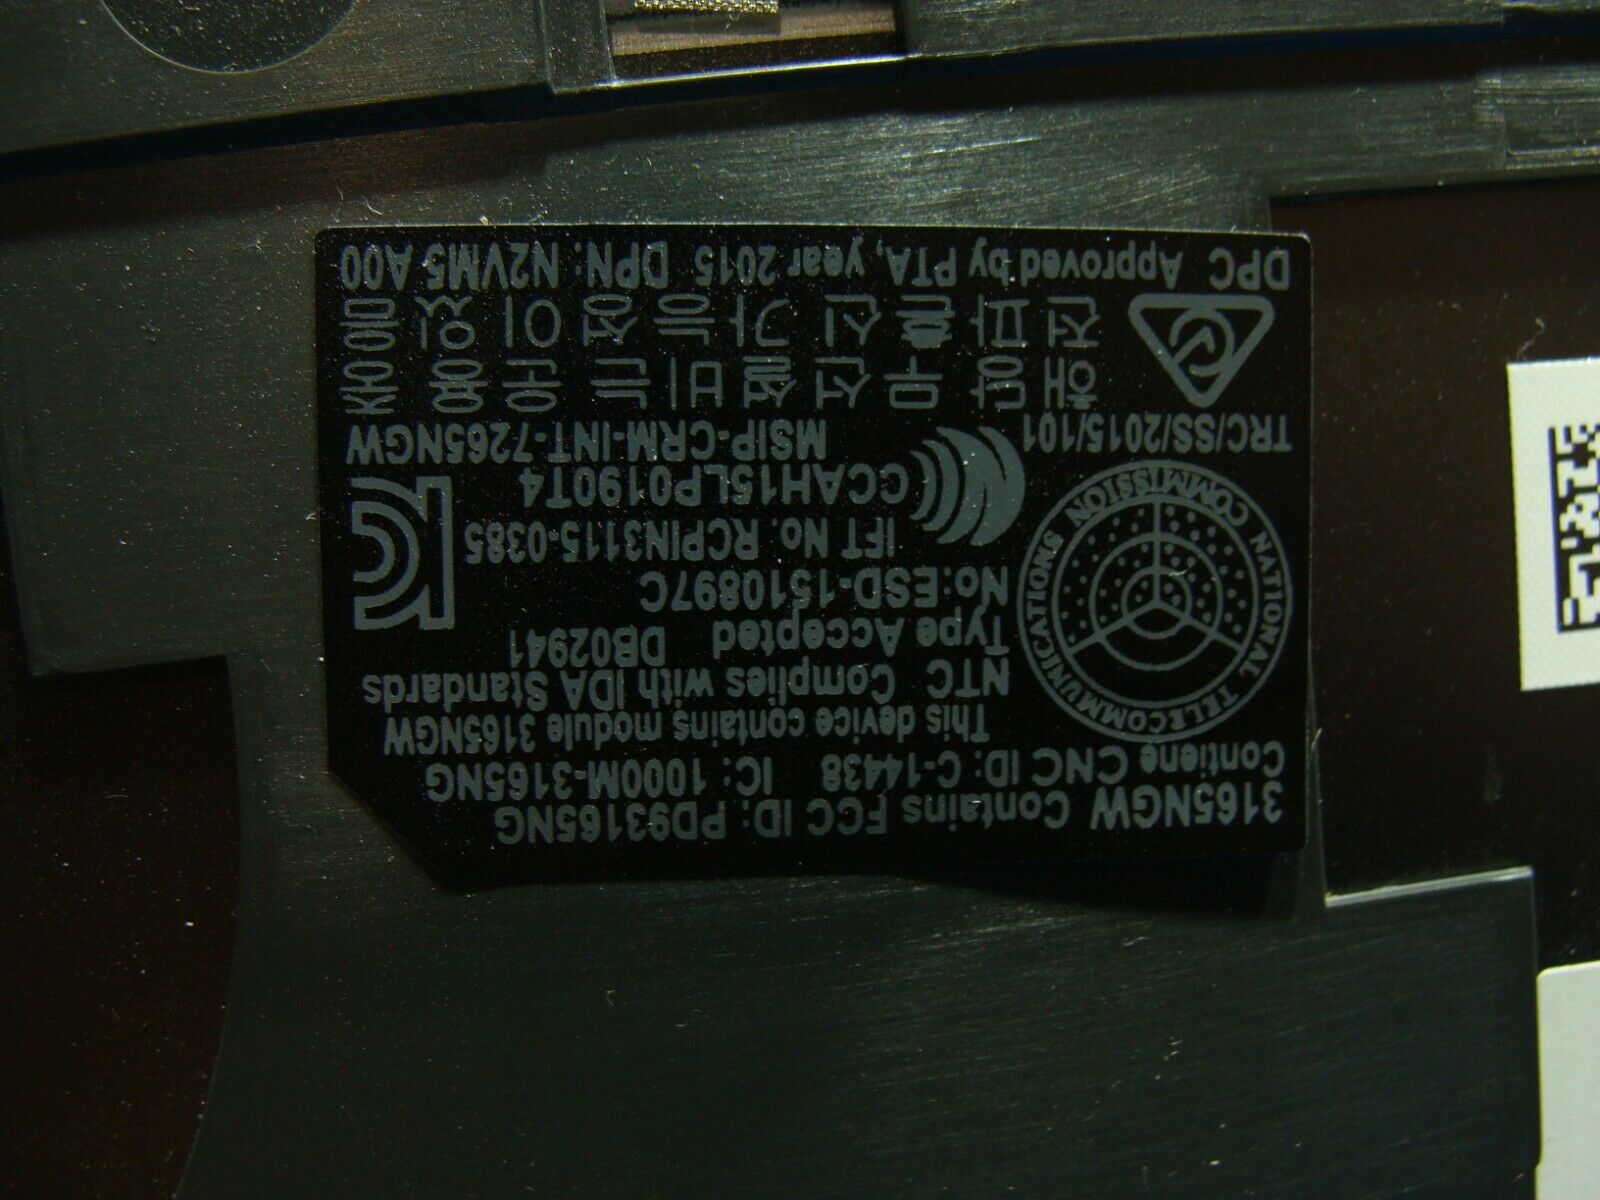 3165NGW Contains FCC ID: PD93165NG
Contiene CNC ID: C-14438 IC: 1000M-3165NG
This device contains module 3165NGW
NATIONAL TELECOMMUNICATIONS COMMISSION
NTC Complies with IDA Standards
Type Accepted DB02941
No:ESD-1510897C
IFT No. RCPIN3115-0385
CCAH15LP0190T4
TRC/SS/2015/101 MSIP-CRM-INT-7265NGW
해당 무선설비는 운용중
전파혼신가능성이있음
DPC Approved by PTA, year 2015 DPN: N2VM5 A00